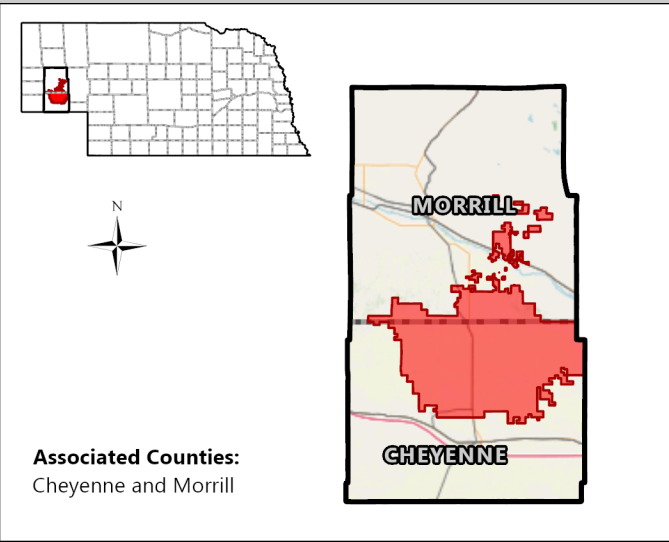 N
MORRILL
CHEYENNE
Associated Counties:
Cheyenne and Morrill